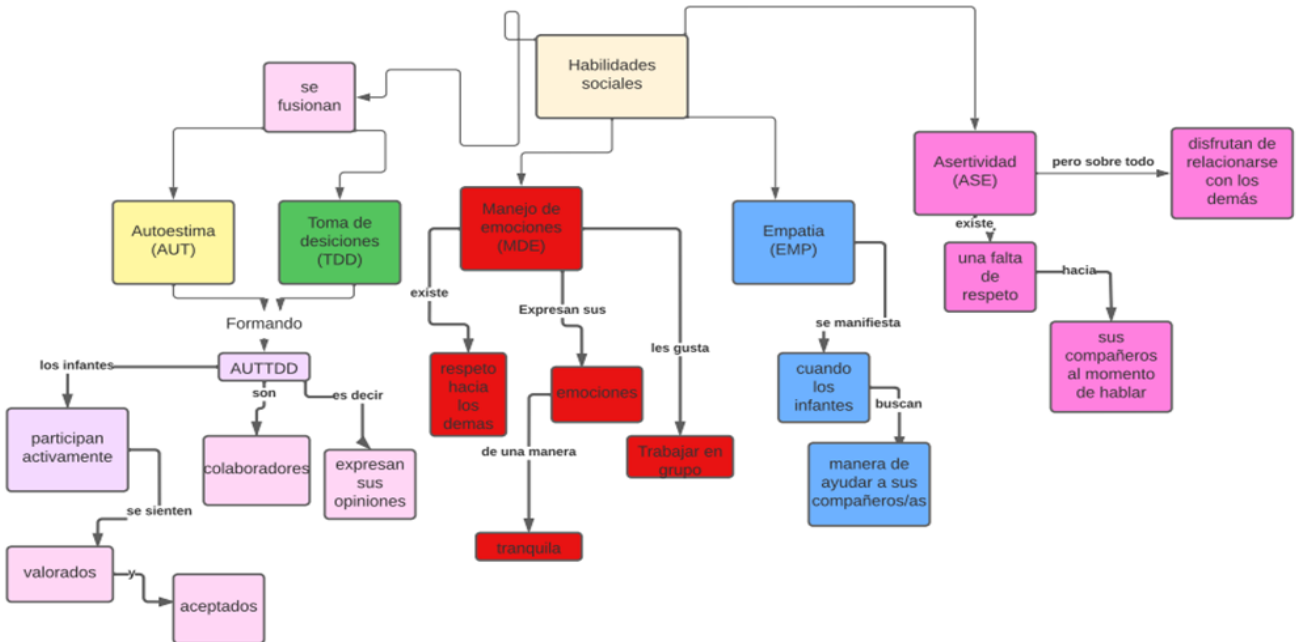 Habilidades
sociales
se
fusionan
Autoestima
(AUT)
Toma de
desiciones
(TDD)
Formando
AUTTDD
los infantes
participan
activamente
se sienten
valorados
y
aceptados
son
colaboradores
es decir
expresan
sus
opiniones
Manejo de
emociones
(MDE)
existe
respeto
hacia
los
demas
Expresan sus
emociones
de una manera
tranquila
les gusta
Trabajar en
grupo
Empatia
(EMP)
se manifiesta
cuando
los
infantes
buscan
manera de
ayudar a sus
compañeros/as
Asertividad
(ASE)
pero sobre todo
disfrutan de
relacionarse
con los
demás
existe
una falta
de
respeto
hacia
sus
compañeros
al momento
de hablar